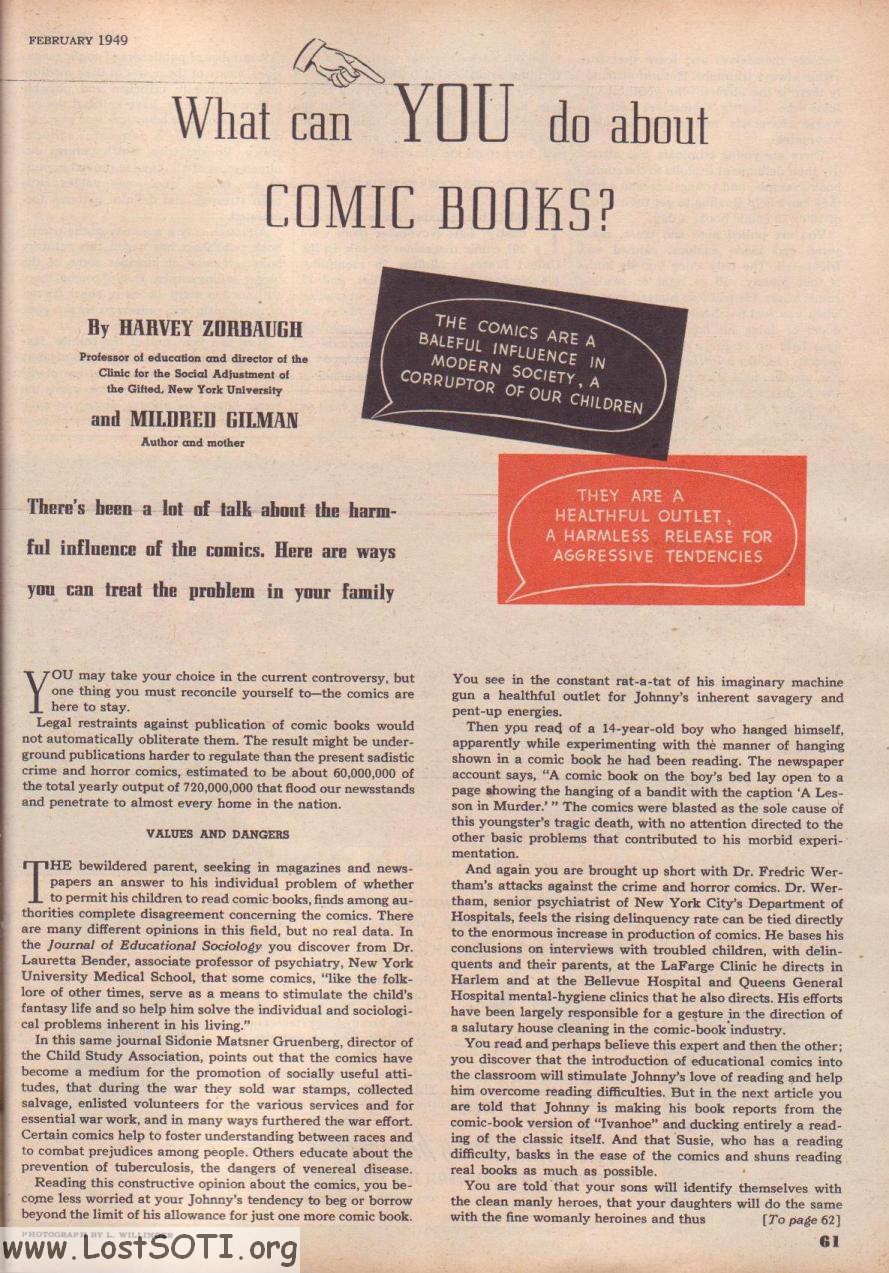 FEBRUARY 1949
What can YOU do about
COMIC BOOKS?
By HARVEY ZORBAUGH
Professor of education and director of the
Clinic for the Social Adjustment of
the Gifted, New York University
and MILDRED GILMAN
Author and mother
THE COMICS ARE A
BALEFUL INFLUENCE IN
MODERN SOCIETY, A
CORRUPTOR OF OUR CHILDREN
THEY ARE A
HEALTHFUL OUTLET,
A HARMLESS RELEASE FOR
AGGRESSIVE TENDENCIES
There's been a lot of talk about the harm-
ful influence of the comics. Here are ways
you can treat the problem in your family
YOU may take your choice in the current controversy, but
one thing you must reconcile yourself to—the comics are
here to stay.
Legal restraints against publication of comic books would
not automatically obliterate them. The result might be under-
ground publications harder to regulate than the present sadistic
crime and horror comics, estimated to be about 60,000,000 of
the total yearly output of 720,000,000 that flood our newsstands
and penetrate to almost every home in the nation.
VALUES AND DANGERS
THE bewildered parent, seeking in magazines and news-
papers an answer to his individual problem of whether
to permit his children to read comic books, finds among au-
thorities complete disagreement concerning the comics. There
are many different opinions in this field, but no real data. In
the Journal of Educational Sociology you discover from Dr.
Lauretta Bender, associate professor of psychiatry, New York
University Medical School, that some comics, "like the folk-
lore of other times, serve as a means to stimulate the child's
fantasy life and so help him solve the individual and sociologi-
cal problems inherent in his living."
In this same journal Sidonie Matsner Gruenberg, director of
the Child Study Association, points out that the comics have
become a medium for the promotion of socially useful atti-
tudes, that during the war they sold war stamps, collected
salvage, enlisted volunteers for the various services and for
essential war work, and in many ways furthered the war effort.
Certain comics help to foster understanding between races and
to combat prejudices among people. Others educate about the
prevention of tuberculosis, the dangers of venereal disease.
Reading this constructive opinion about the comics, you be-
come less worried at your Johnny's tendency to beg or borrow
beyond the limit of his allowance for just one more comic book.
You see in the constant rat-a-tat of his imaginary machine
gun a healthful outlet for Johnny's inherent savagery and
pent-up energies.
Then you read of a 14-year-old boy who hanged himself,
apparently while experimenting with the manner of hanging
shown in a comic book he had been reading. The newspaper
account says, "A comic book on the boy's bed lay open to a
page showing the hanging of a bandit with the caption 'A Les-
son in Murder.' " The comics were blasted as the sole cause of
this youngster's tragic death, with no attention directed to the
other basic problems that contributed to his morbid experi-
mentation.
And again you are brought up short with Dr. Fredric Wer-
tham's attacks against the crime and horror comics. Dr. Wer-
tham, senior psychiatrist of New York City's Department of
Hospitals, feels the rising delinquency rate can be tied directly
to the enormous increase in production of comics. He bases his
conclusions on interviews with troubled children, with delin-
quents and their parents, at the LaFarge Clinic he directs in
Harlem and at the Bellevue Hospital and Queens General
Hospital mental-hygiene clinics that he also directs. His efforts
have been largely responsible for a gesture in the direction of
a salutary house cleaning in the comic-book industry.
You read and perhaps believe this expert and then the other;
you discover that the introduction of educational comics into
the classroom will stimulate Johnny's love of reading and help
him overcome reading difficulties. But in the next article you
are told that Johnny is making his book reports from the
comic-book version of "Ivanhoe" and ducking entirely a read-
ing of the classic itself. And that Susie, who has a reading
difficulty, basks in the ease of the comics and shuns reading
real books as much as possible.
You are told that your sons will identify themselves with
the clean manly heroes, that your daughters will do the same
with the fine womanly heroines and thus [To page 62]
PHOTOGRAPH BY L. WILLINGER
61
www.LostSOTI.org